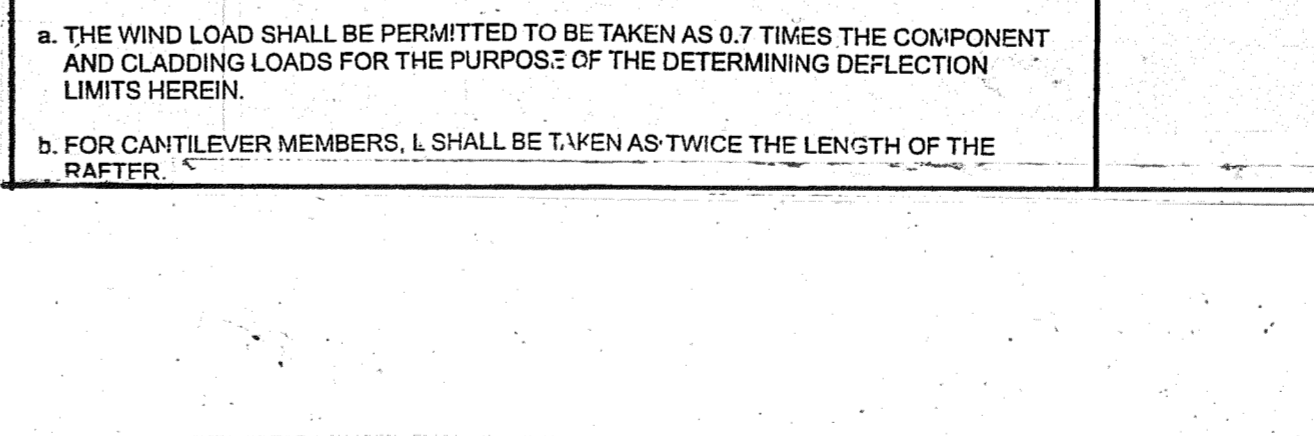 a. THE WIND LOAD SHALL BE PERMITTED TO BE TAKEN AS 0.7 TIMES THE COMPONENT
AND CLADDING LOADS FOR THE PURPOSE OF THE DETERMINING DEFLECTION
LIMITS HEREIN.
b. FOR CANTILEVER MEMBERS, L SHALL BE TAKEN AS TWICE THE LENGTH OF THE
RAFTER.